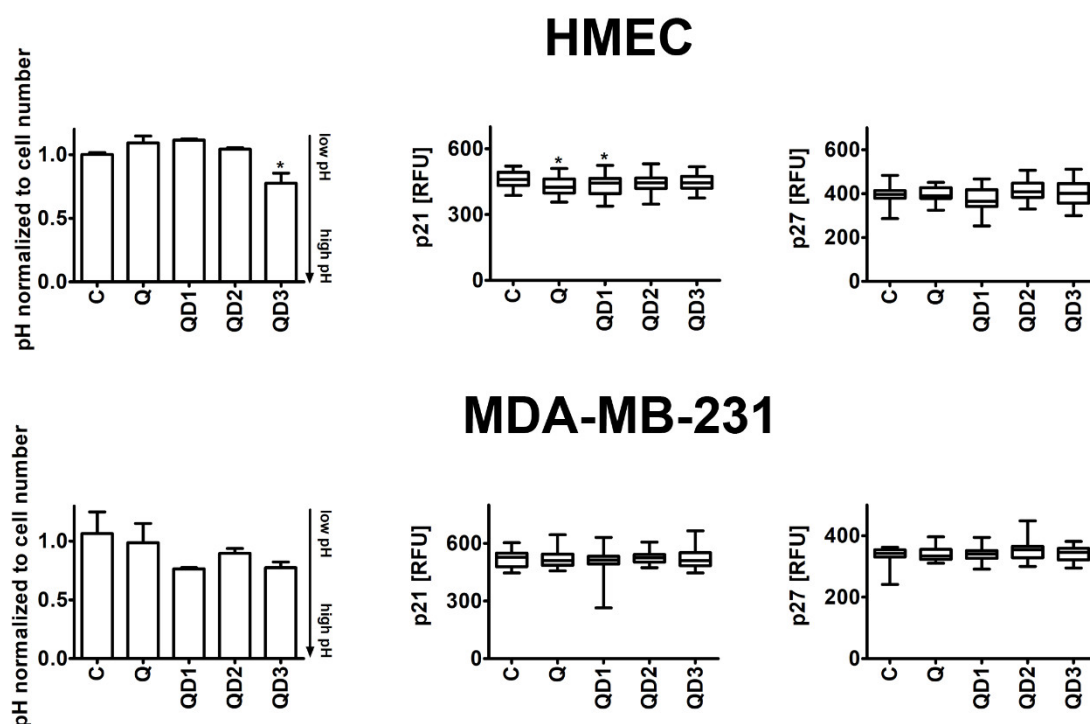 HMEC
pH normalized to cell number
1.0
0.5
0.0
*
low pH
high pH
C
Q
QD1
QD2
QD3
p21 [RFU]
600
300
0
*
*
C
Q
QD1
QD2
QD3
p27 [RFU]
600
400
200
0
C
Q
QD1
QD2
QD3
MDA-MB-231
pH normalized to cell number
1.0
0.5
0.0
low pH
high pH
C
Q
QD1
QD2
QD3
p21 [RFU]
600
300
0
C
Q
QD1
QD2
QD3
p27 [RFU]
400
200
0
C
Q
QD1
QD2
QD3